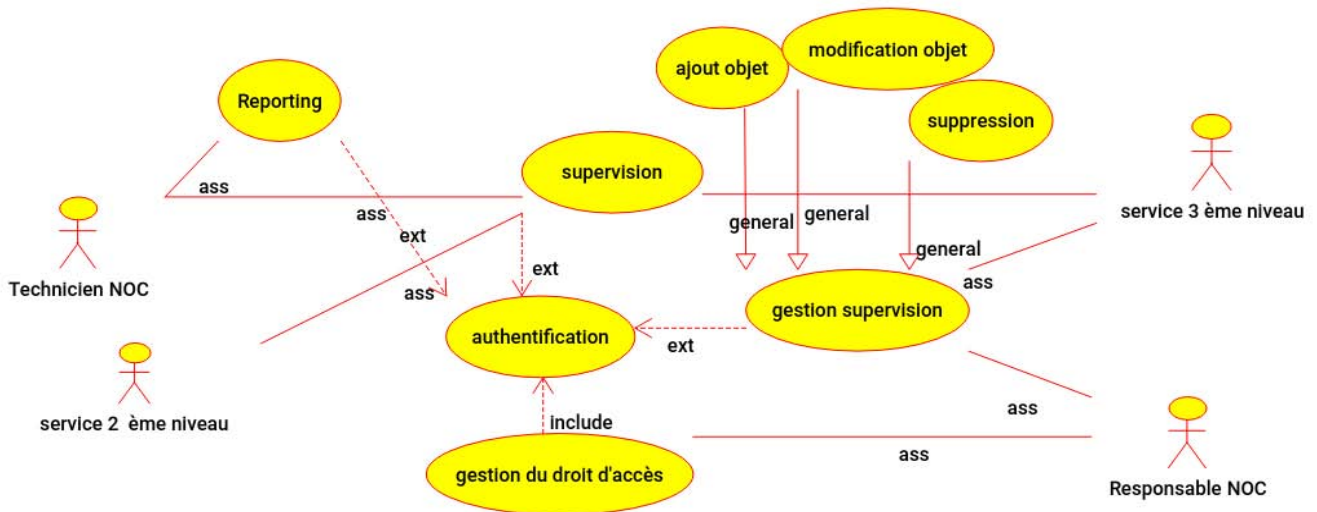 modification objet
ajout objet
Reporting
suppression
supervision
ass
service 3 ème niveau
ass
general
general
ext
general
Technicien NOC
ext
ass
ass
gestion supervision
authentification
ext
service 2 ème niveau
ass
include
ass
gestion du droit d'accès
Responsable NOC